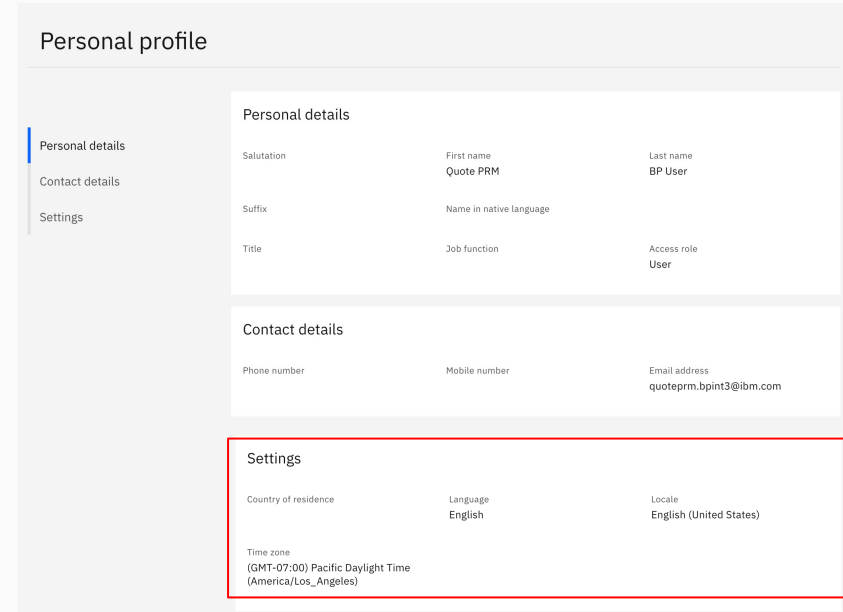 Personal profile
Personal details
Contact details
Settings
Personal details
Salutation
First name
Quote PRM
Last name
BP User
Suffix
Name in native language
Title
Job function
Access role
User
Contact details
Phone number
Mobile number
Email address
quoteprm.bpint3@ibm.com
Settings
Country of residence
Language
English
Locale
English (United States)
Time zone
(GMT-07:00) Pacific Daylight Time
(America/Los_Angeles)